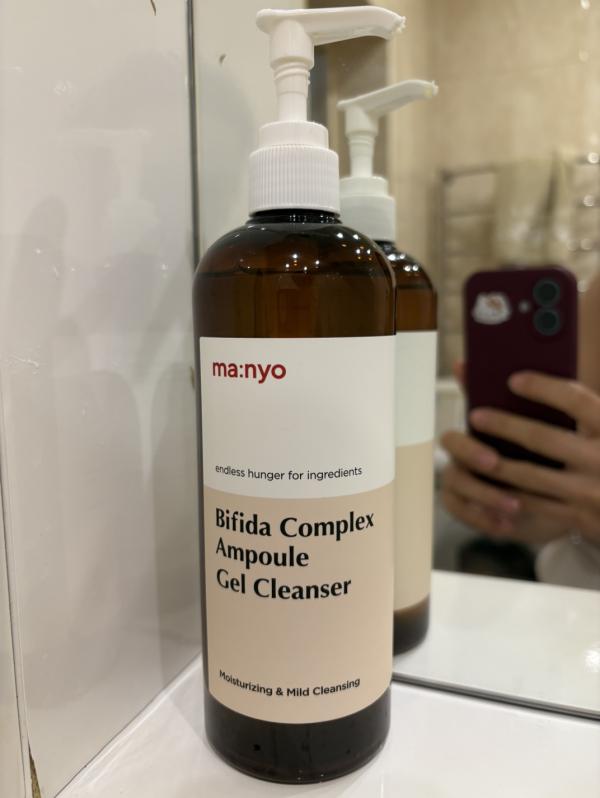 ma:nyo
endless hunger for ingredients
Bifida Complex
Ampoule
Gel Cleanser
Moisturizing & Mild Cleansing